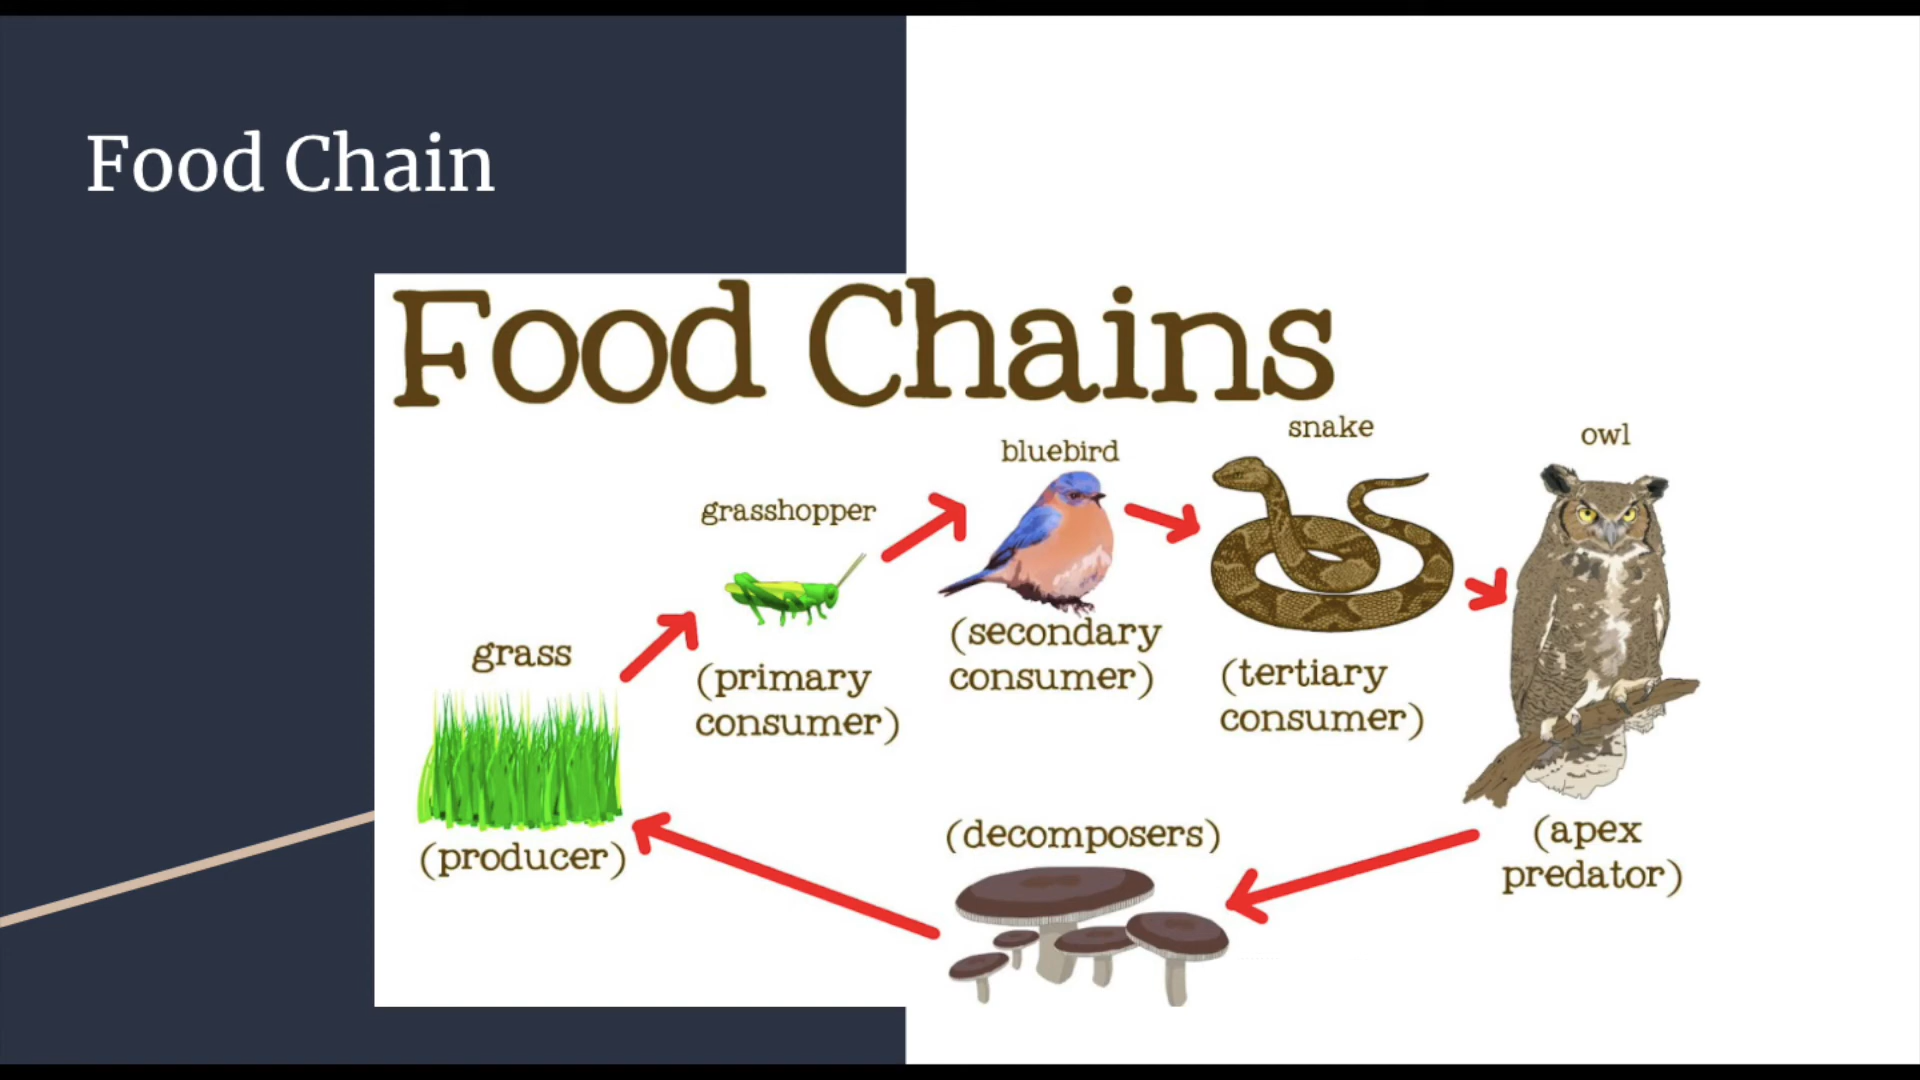 Food Chain
Food Chains
grass
(producer)
grasshopper
(primary
consumer)
bluebird
(secondary
consumer)
snake
(tertiary
consumer)
owl
(apex
predator)
(decomposers)